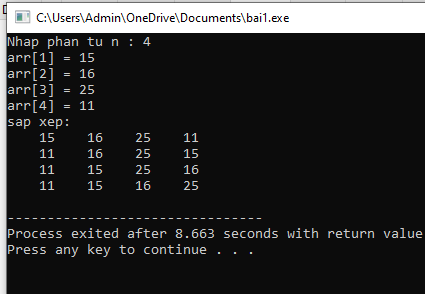 C:\Users\Admin\OneDrive\Documents\bai1.exe
Nhap phan tu n : 4
arr[1] = 15
arr[2] = 16
arr[3] = 25
arr[4] = 11
sap xep:
15 16 25 11
11 16 25 15
11 15 25 16
11 15 16 25
--------------------------------
Process exited after 8.663 seconds with return value
Press any key to continue . . .